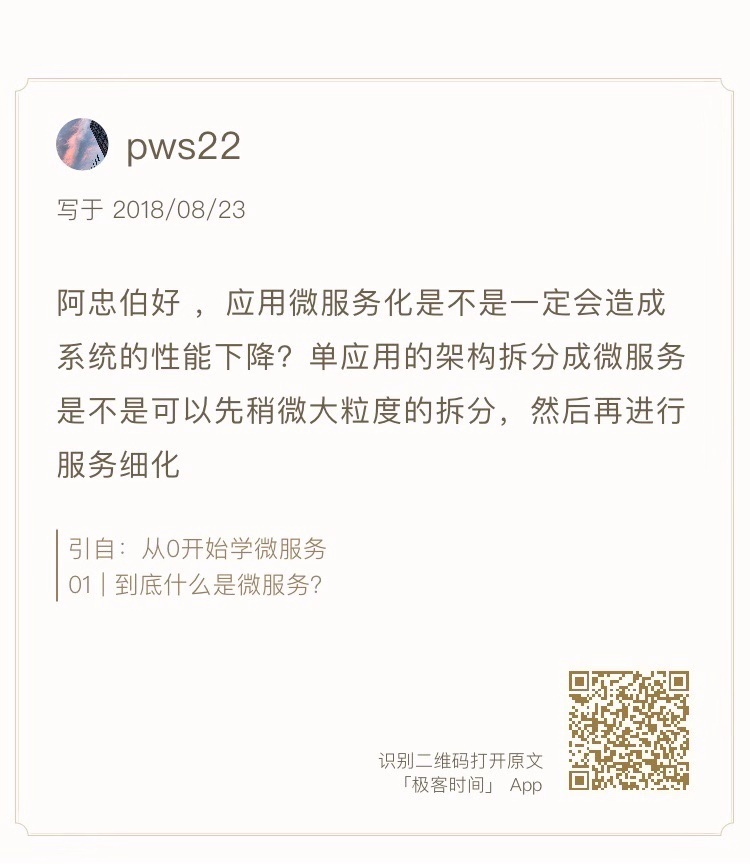 pws22
写于 2018/08/23
阿忠伯好 ，应用微服务化是不是一定会造成
系统的性能下降？单应用的架构拆分成微服务
是不是可以先稍微大粒度的拆分，然后再进行
服务细化
引自：从0开始学微服务
01 | 到底什么是微服务？
识别二维码打开原文
「极客时间」 App